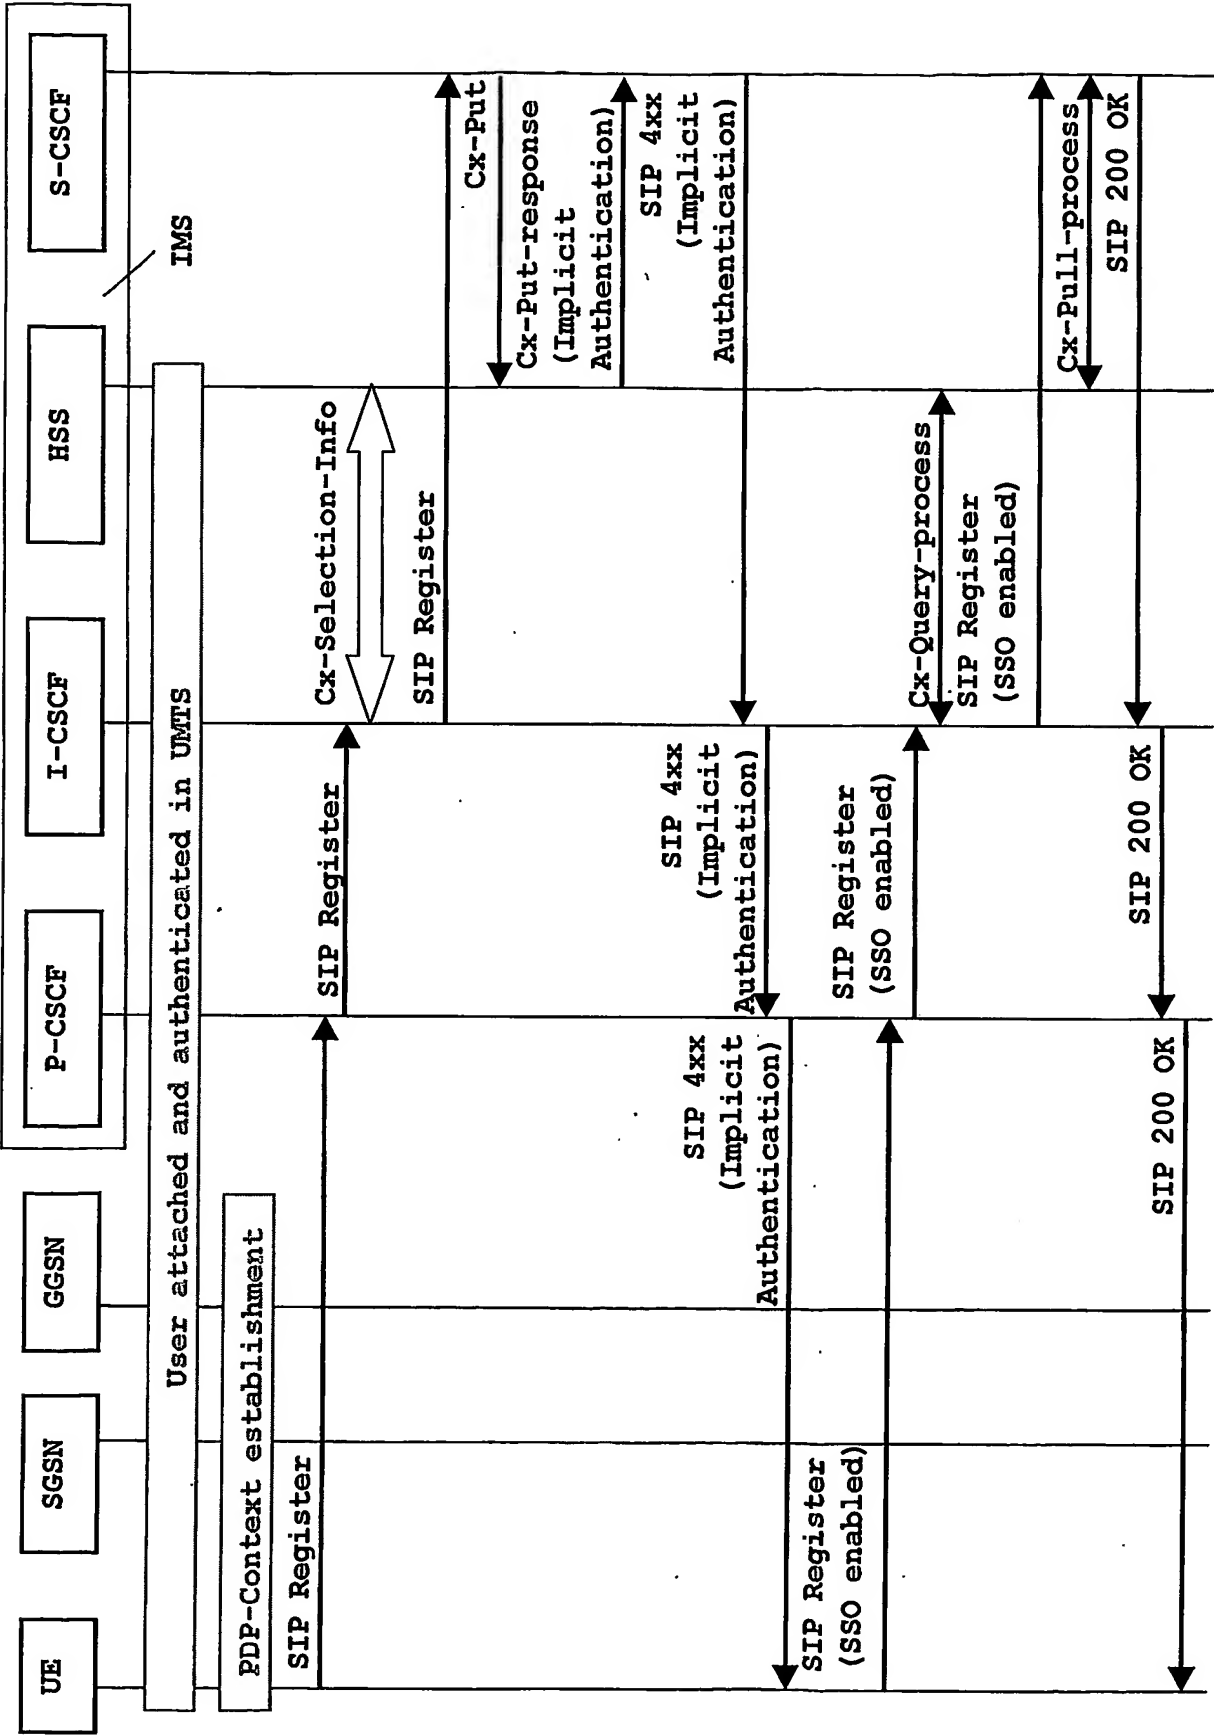 UE
SGSN
GGSN
P-CSCF
I-CSCF
HSS
S-CSCF
IMS
User attached and authenticated in UMTS
PDP-Context establishment
SIP Register
SIP Register
Cx-Selection-Info
SIP Register
Cx-Put
Cx-Put-response
(Implicit
Authentication)
SIP 4xx
(Implicit
Authentication)
SIP 4xx
(Implicit
Authentication)
SIP 4xx
(Implicit
Authentication)
SIP Register
(SSO enabled)
SIP Register
(SSO enabled)
Cx-Query-process
SIP Register
(SSO enabled)
Cx-Pull-process
SIP 200 OK
SIP 200 OK
SIP 200 OK